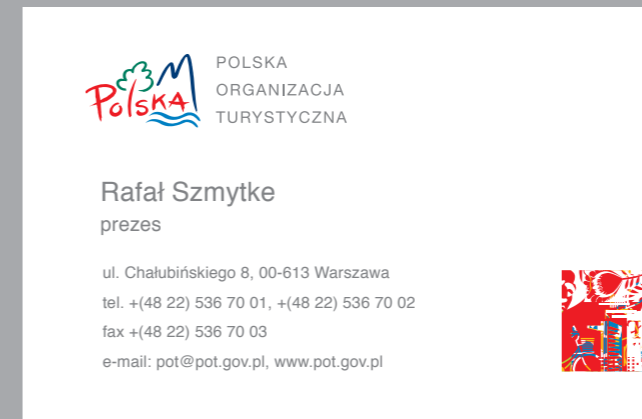 POLSKA
POLSKA
ORGANIZACJA
TURYSTYCZNA
Rafał Szmytke
prezes
ul. Chałubińskiego 8, 00-613 Warszawa
tel. +(48 22) 536 70 01, +(48 22) 536 70 02
fax +(48 22) 536 70 03
e-mail: pot@pot.gov.pl, www.pot.gov.pl